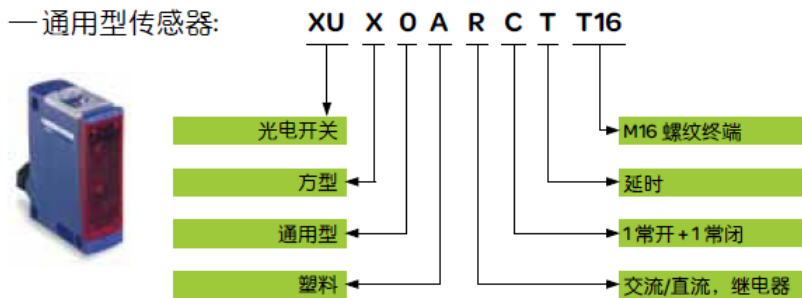 一 通用型传感器: XU X 0 A R C T T16
光电开关 M16 螺纹终端
方型 延时
通用型 1常开+1常闭
塑料 交流/直流，继电器